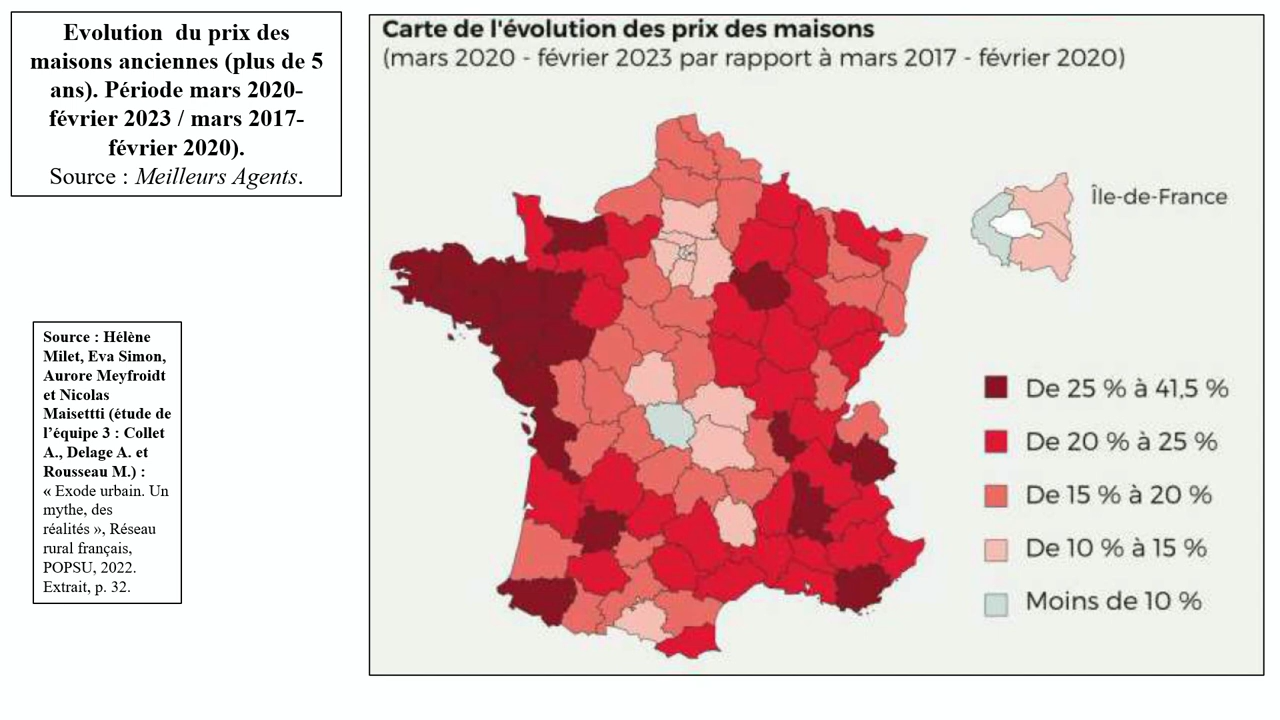 Evolution du prix des
maisons anciennes (plus de 5
ans). Période mars 2020-
février 2023 / mars 2017-
février 2020).
Source : Meilleurs Agents.
Source : Hélène
Milet, Eva Simon,
Aurore Meyfroidt
et Nicolas
Maisettti (étude de
l’équipe 3 : Collet
A., Delage A. et
Rousseau M.) :
« Exode urbain. Un
mythe, des
réalités », Réseau
rural français,
POPSU, 2022.
Extrait, p. 32.
Carte de l'évolution des prix des maisons
(mars 2020 - février 2023 par rapport à mars 2017 - février 2020)
Île-de-France
De 25 % à 41,5 %
De 20 % à 25 %
De 15 % à 20 %
De 10 % à 15 %
Moins de 10 %